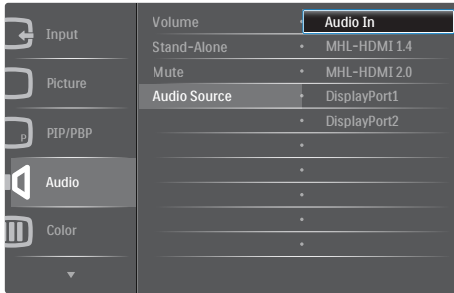 Input
Picture
P
PIP/PBP
Audio
Color
Volume
Stand-Alone
Mute
Audio Source
Audio In
MHL-HDMI 1.4
MHL-HDMI 2.0
DisplayPort1
DisplayPort2